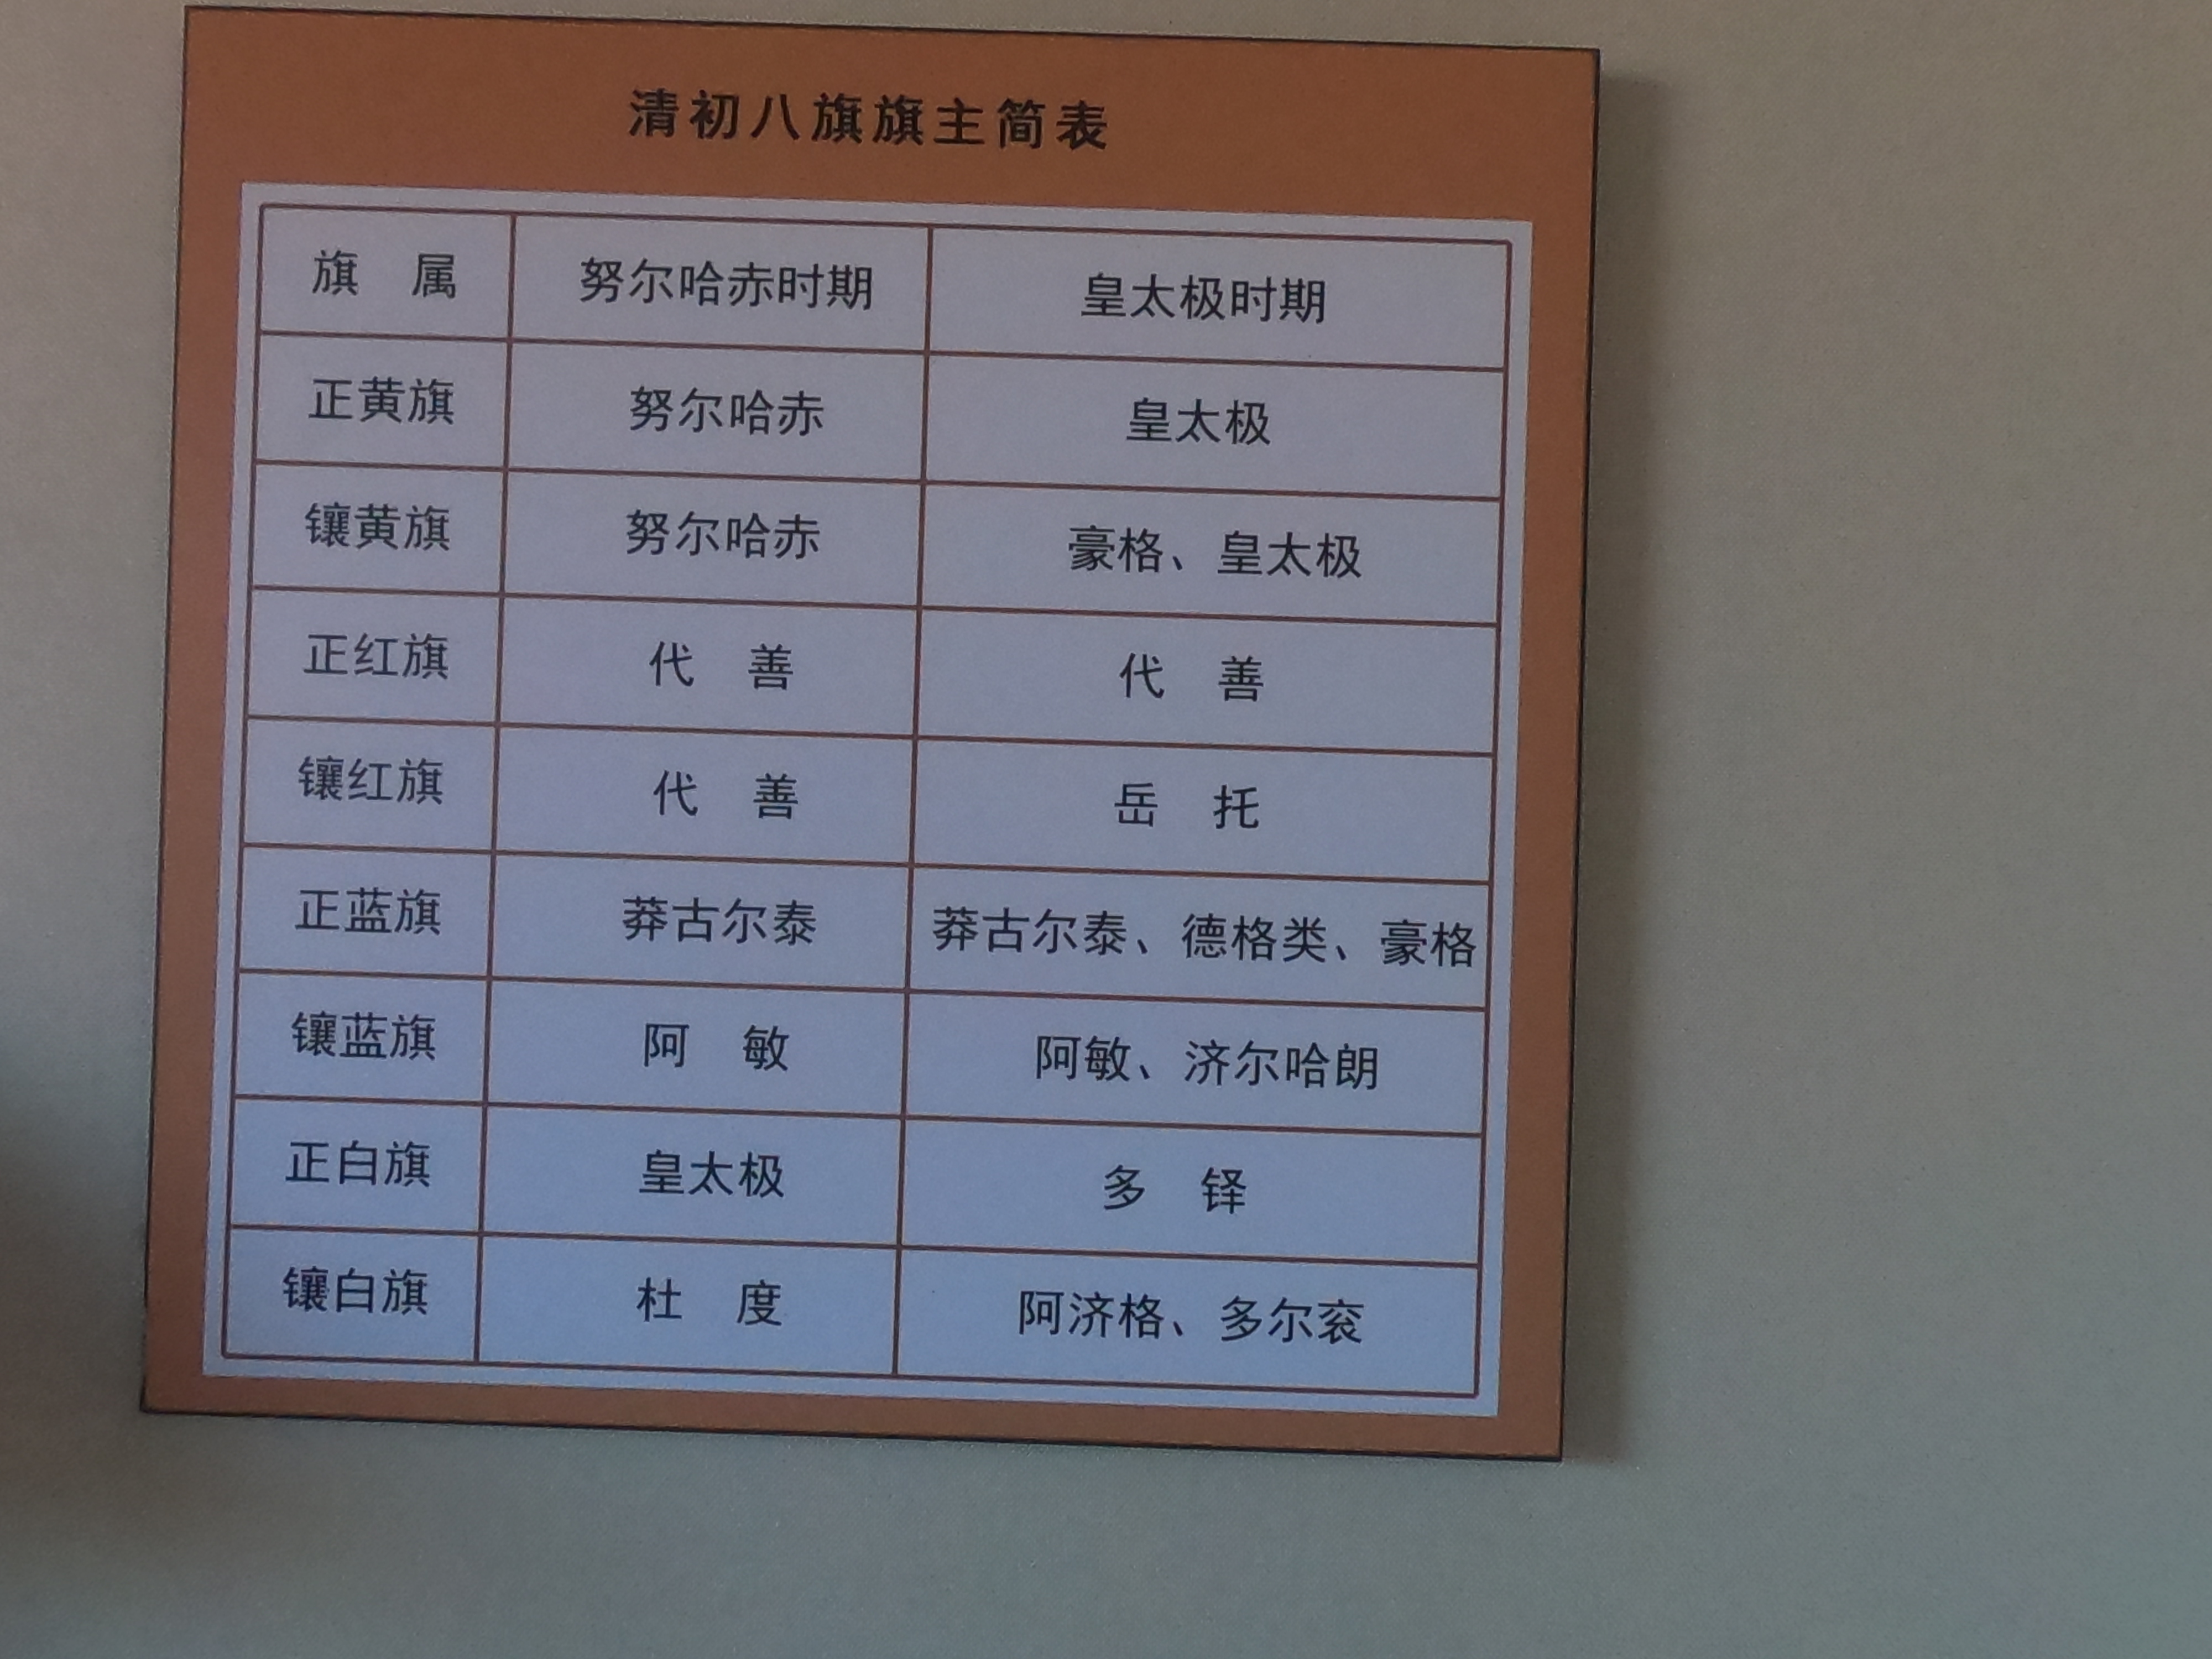 清初八旗旗主简表
旗 属 努尔哈赤时期 皇太极时期
正黄旗 努尔哈赤 皇太极
镶黄旗 努尔哈赤 豪格、皇太极
正红旗 代 善 代 善
镶红旗 代 善 岳 托
正蓝旗 莽古尔泰 莽古尔泰、德格类、豪格
镶蓝旗 阿 敏 阿敏、济尔哈朗
正白旗 皇太极 多 铎
镶白旗 杜 度 阿济格、多尔衮